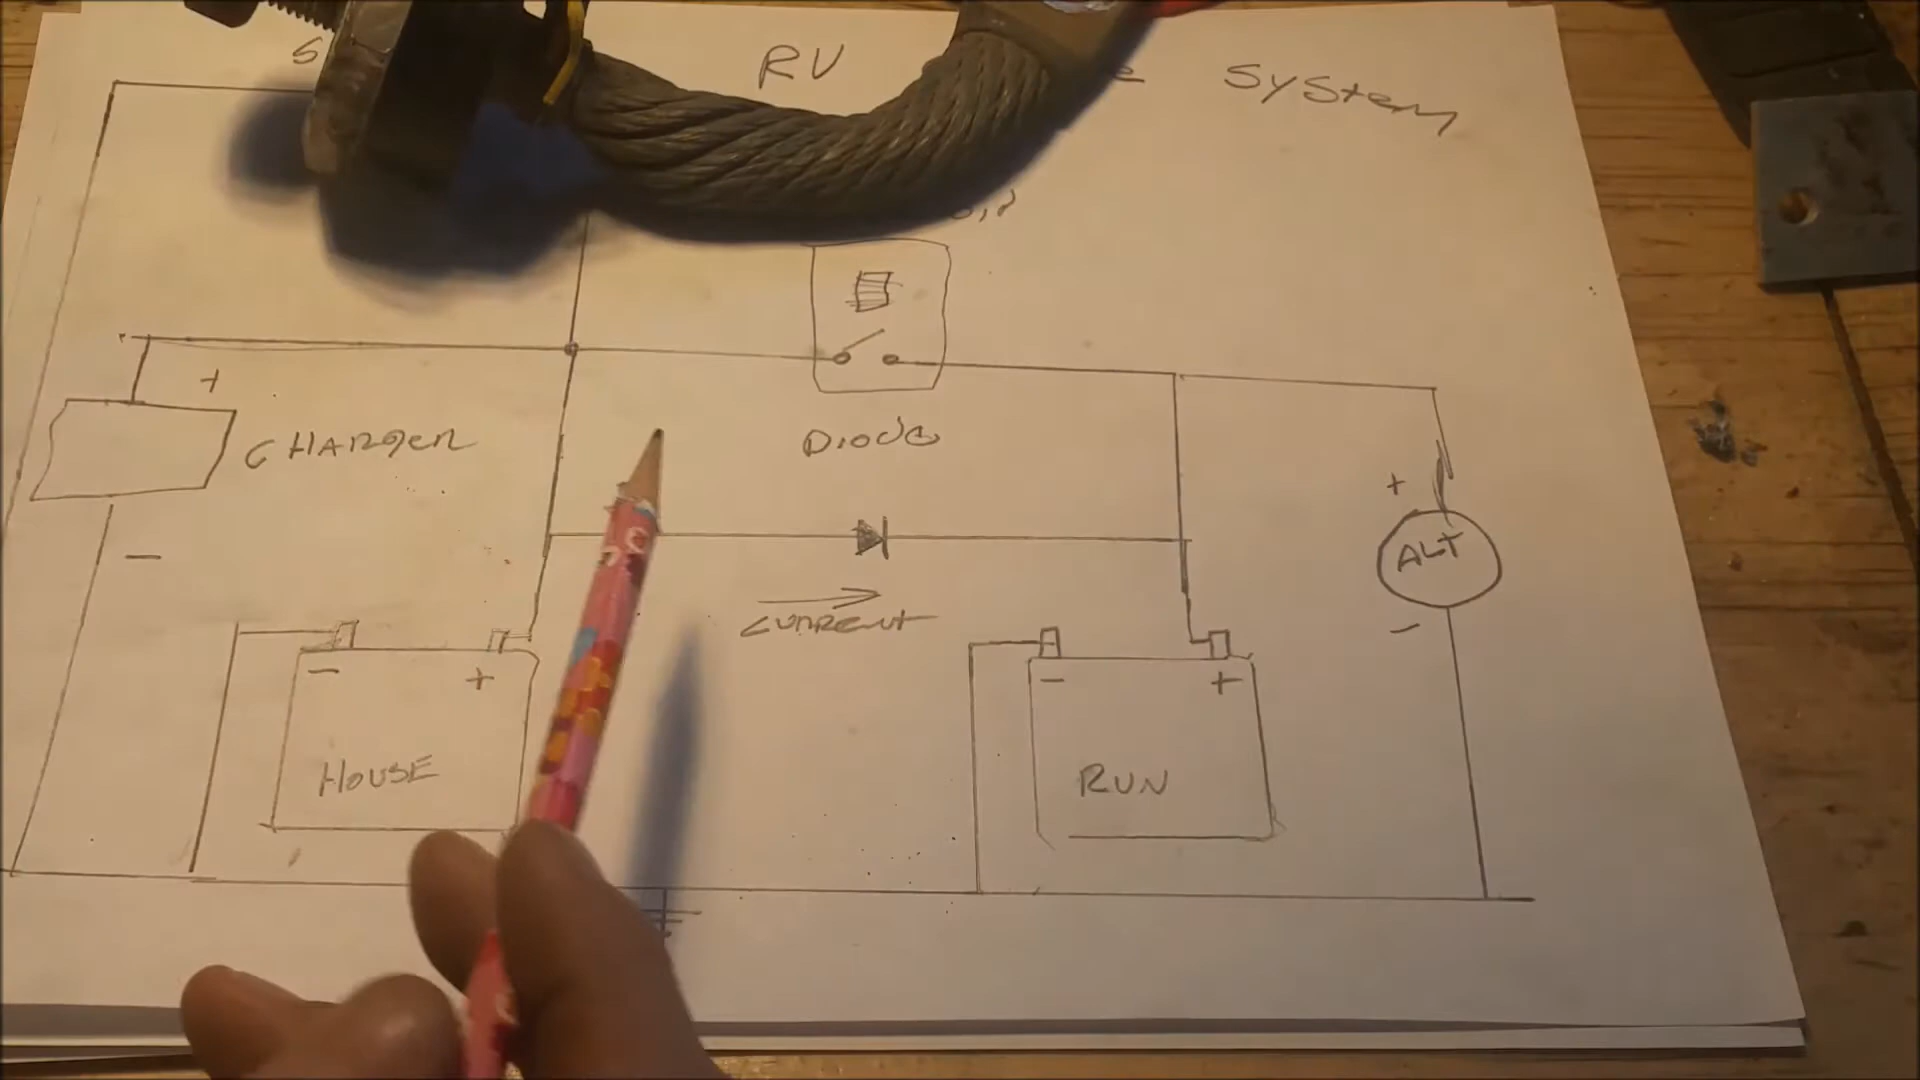 RV System
+
CHARGER
Diode
+
ALT
-
-
CURRENT
- +
HOUSE
- +
RUN